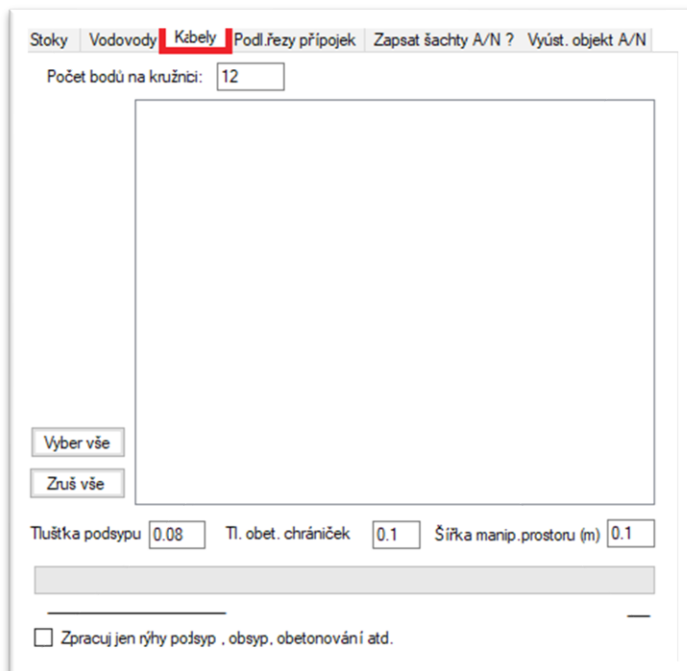 Stoky Vodovody Kabely Podl.řezy přípojek Zapsat šachty A/N ? Vyúst. objekt A/N
Počet bodů na kružnici: 12
Vyber vše
Zruš vše
Tlušťka podsypu 0.08 Tl. obet. chrániček 0.1 Šířka manip.prostoru (m) 0.1
Zpracuj jen rýhy podsyp , obsyp, obetonování atd.